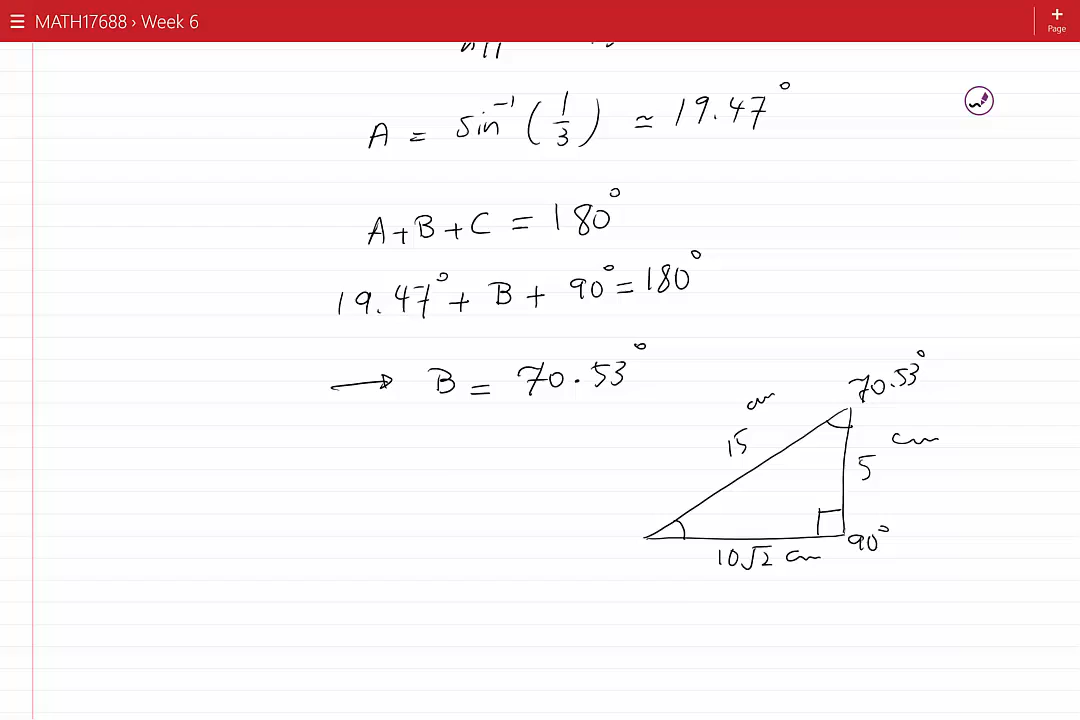 MATH17688 › Week 6
Page
A = sin⁻¹ (1/3) ≃ 19.47°
A+B+C = 180°
19.47° + B + 90° = 180°
→ B = 70.53°
70.53°
cm
15
cm
5
90°
10√2 cm